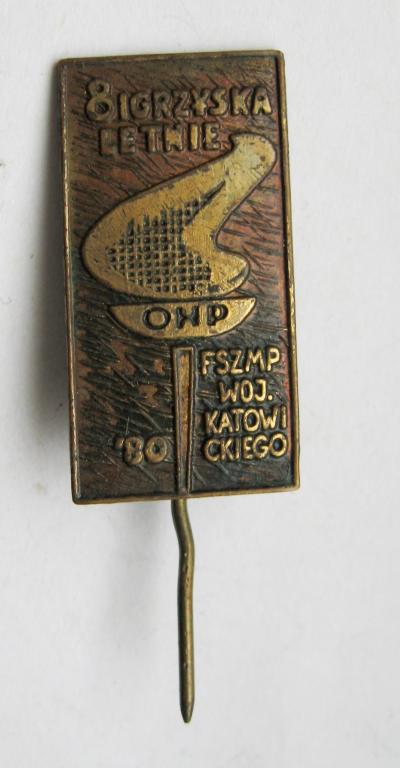 8 IGRZYSKA
LETNIE
OHP
FSZMP
WOJ.
KATOWI
CKIEGO
'80